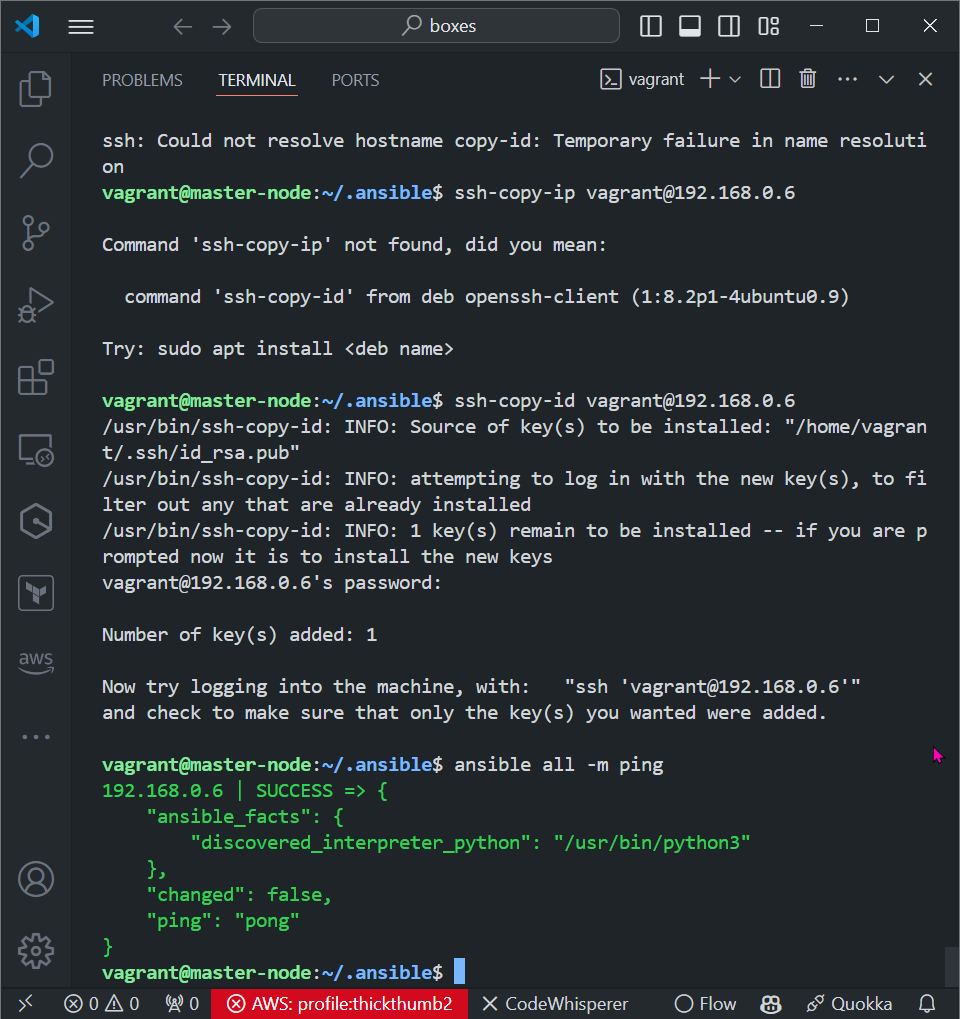 boxes
PROBLEMS TERMINAL PORTS vagrant
ssh: Could not resolve hostname copy-id: Temporary failure in name resoluti
on
vagrant@master-node:~/.ansible$ ssh-copy-ip vagrant@192.168.0.6
Command 'ssh-copy-ip' not found, did you mean:
command 'ssh-copy-id' from deb openssh-client (1:8.2p1-4ubuntu0.9)
Try: sudo apt install <deb name>
vagrant@master-node:~/.ansible$ ssh-copy-id vagrant@192.168.0.6
/usr/bin/ssh-copy-id: INFO: Source of key(s) to be installed: "/home/vagran
t/.ssh/id_rsa.pub"
/usr/bin/ssh-copy-id: INFO: attempting to log in with the new key(s), to fi
lter out any that are already installed
/usr/bin/ssh-copy-id: INFO: 1 key(s) remain to be installed -- if you are p
rompted now it is to install the new keys
vagrant@192.168.0.6's password:
Number of key(s) added: 1
Now try logging into the machine, with:   "ssh 'vagrant@192.168.0.6'"
and check to make sure that only the key(s) you wanted were added.
vagrant@master-node:~/.ansible$ ansible all -m ping
192.168.0.6 | SUCCESS => {
    "ansible_facts": {
        "discovered_interpreter_python": "/usr/bin/python3"
    },
    "changed": false,
    "ping": "pong"
}
vagrant@master-node:~/.ansible$
aws
0 0 0 AWS: profile:thickthumb2 CodeWhisperer Flow Quokka